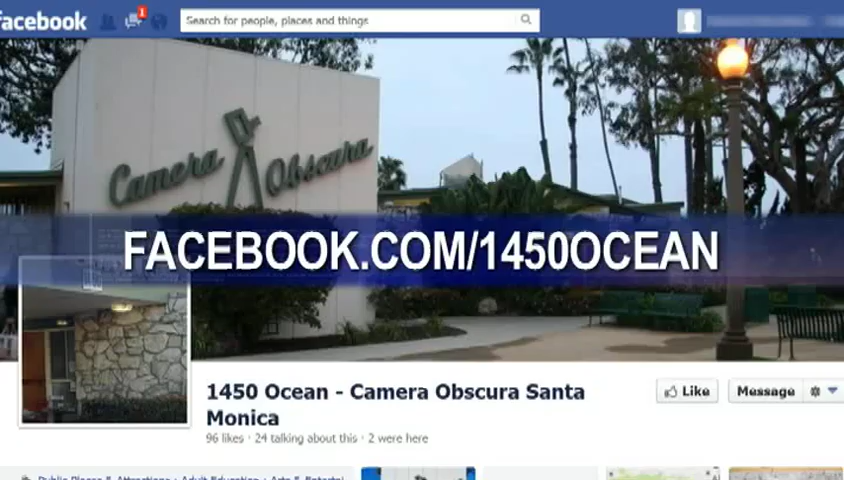 facebook
1
Search for people, places and things
Camera Obscura
FACEBOOK.COM/1450OCEAN
1450 Ocean - Camera Obscura Santa
Monica
Like
Message
96 likes · 24 talking about this · 2 were here